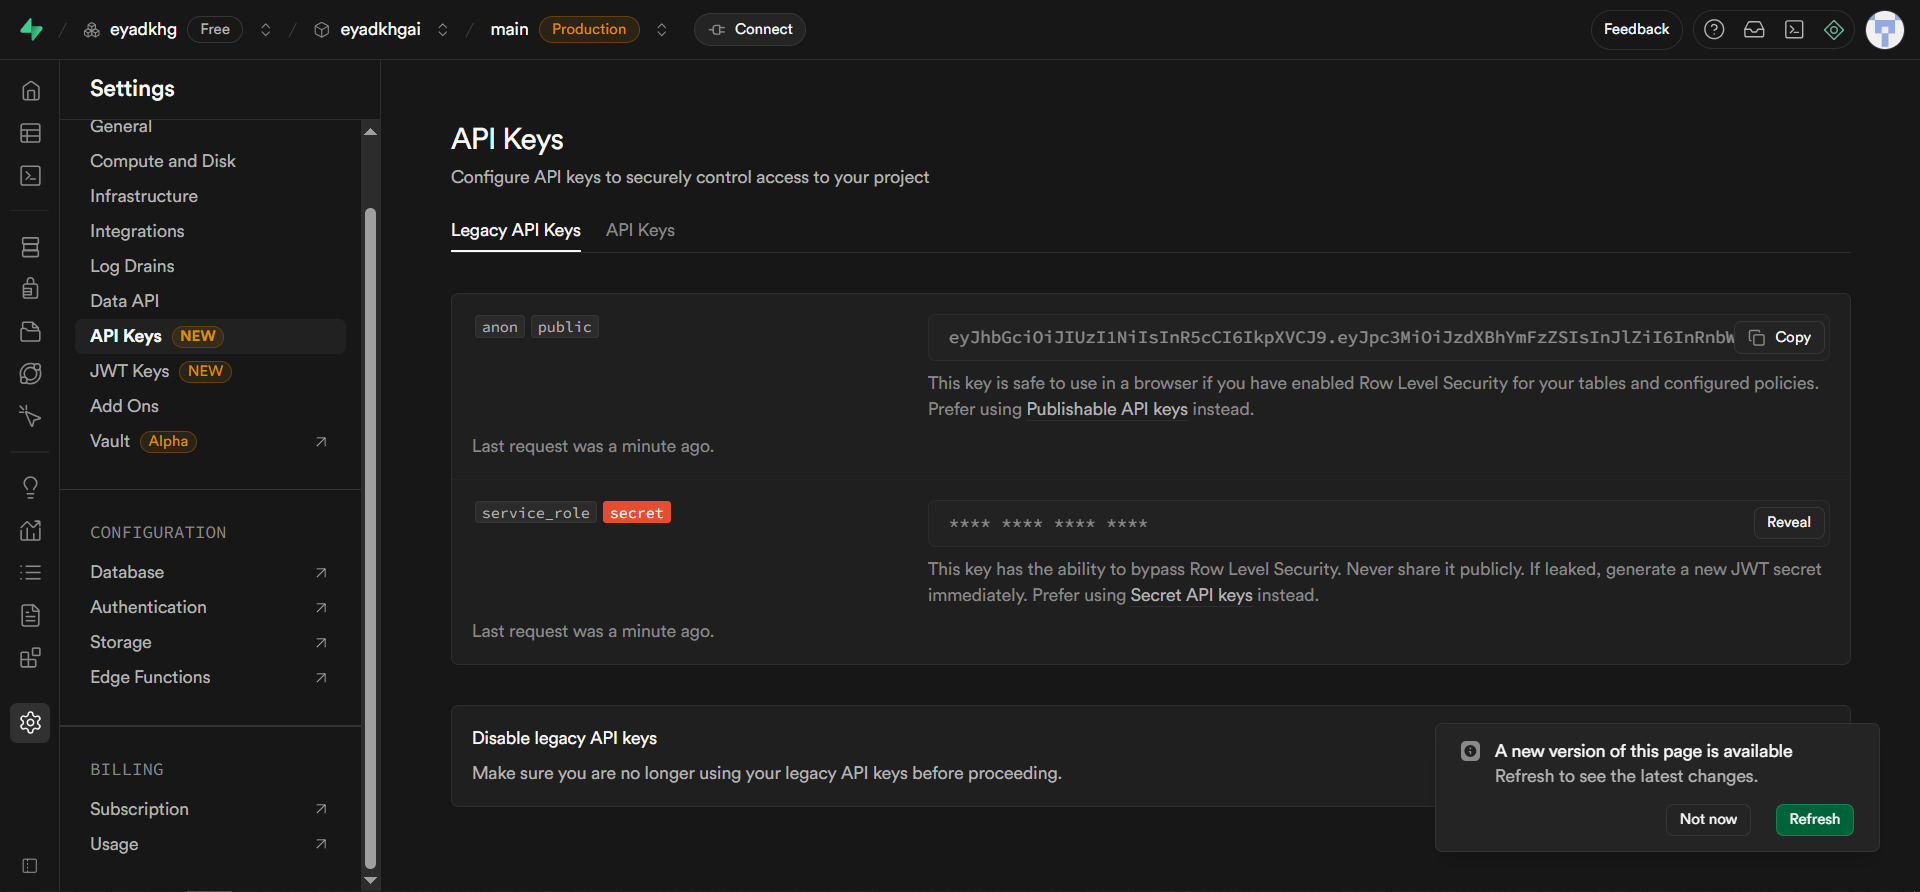 eyadkhg Free eyadkhgai main Production Connect Feedback
Settings
General
Compute and Disk
Infrastructure
Integrations
Log Drains
Data API
API Keys NEW
JWT Keys NEW
Add Ons
Vault Alpha
CONFIGURATION
Database
Authentication
Storage
Edge Functions
BILLING
Subscription
Usage
API Keys
Configure API keys to securely control access to your project
Legacy API Keys API Keys
anon public
eyJhbGciOiJIUzI1NiIsInR5cCI6IkpXVCJ9.eyJpc3MiOiJzdXBhYmFzZSIsInJlZiI6InRnbW Copy
This key is safe to use in a browser if you have enabled Row Level Security for your tables and configured policies.
Prefer using Publishable API keys instead.
Last request was a minute ago.
service_role secret
**** **** **** **** Reveal
This key has the ability to bypass Row Level Security. Never share it publicly. If leaked, generate a new JWT secret
immediately. Prefer using Secret API keys instead.
Last request was a minute ago.
Disable legacy API keys
Make sure you are no longer using your legacy API keys before proceeding.
A new version of this page is available
Refresh to see the latest changes.
Not now Refresh